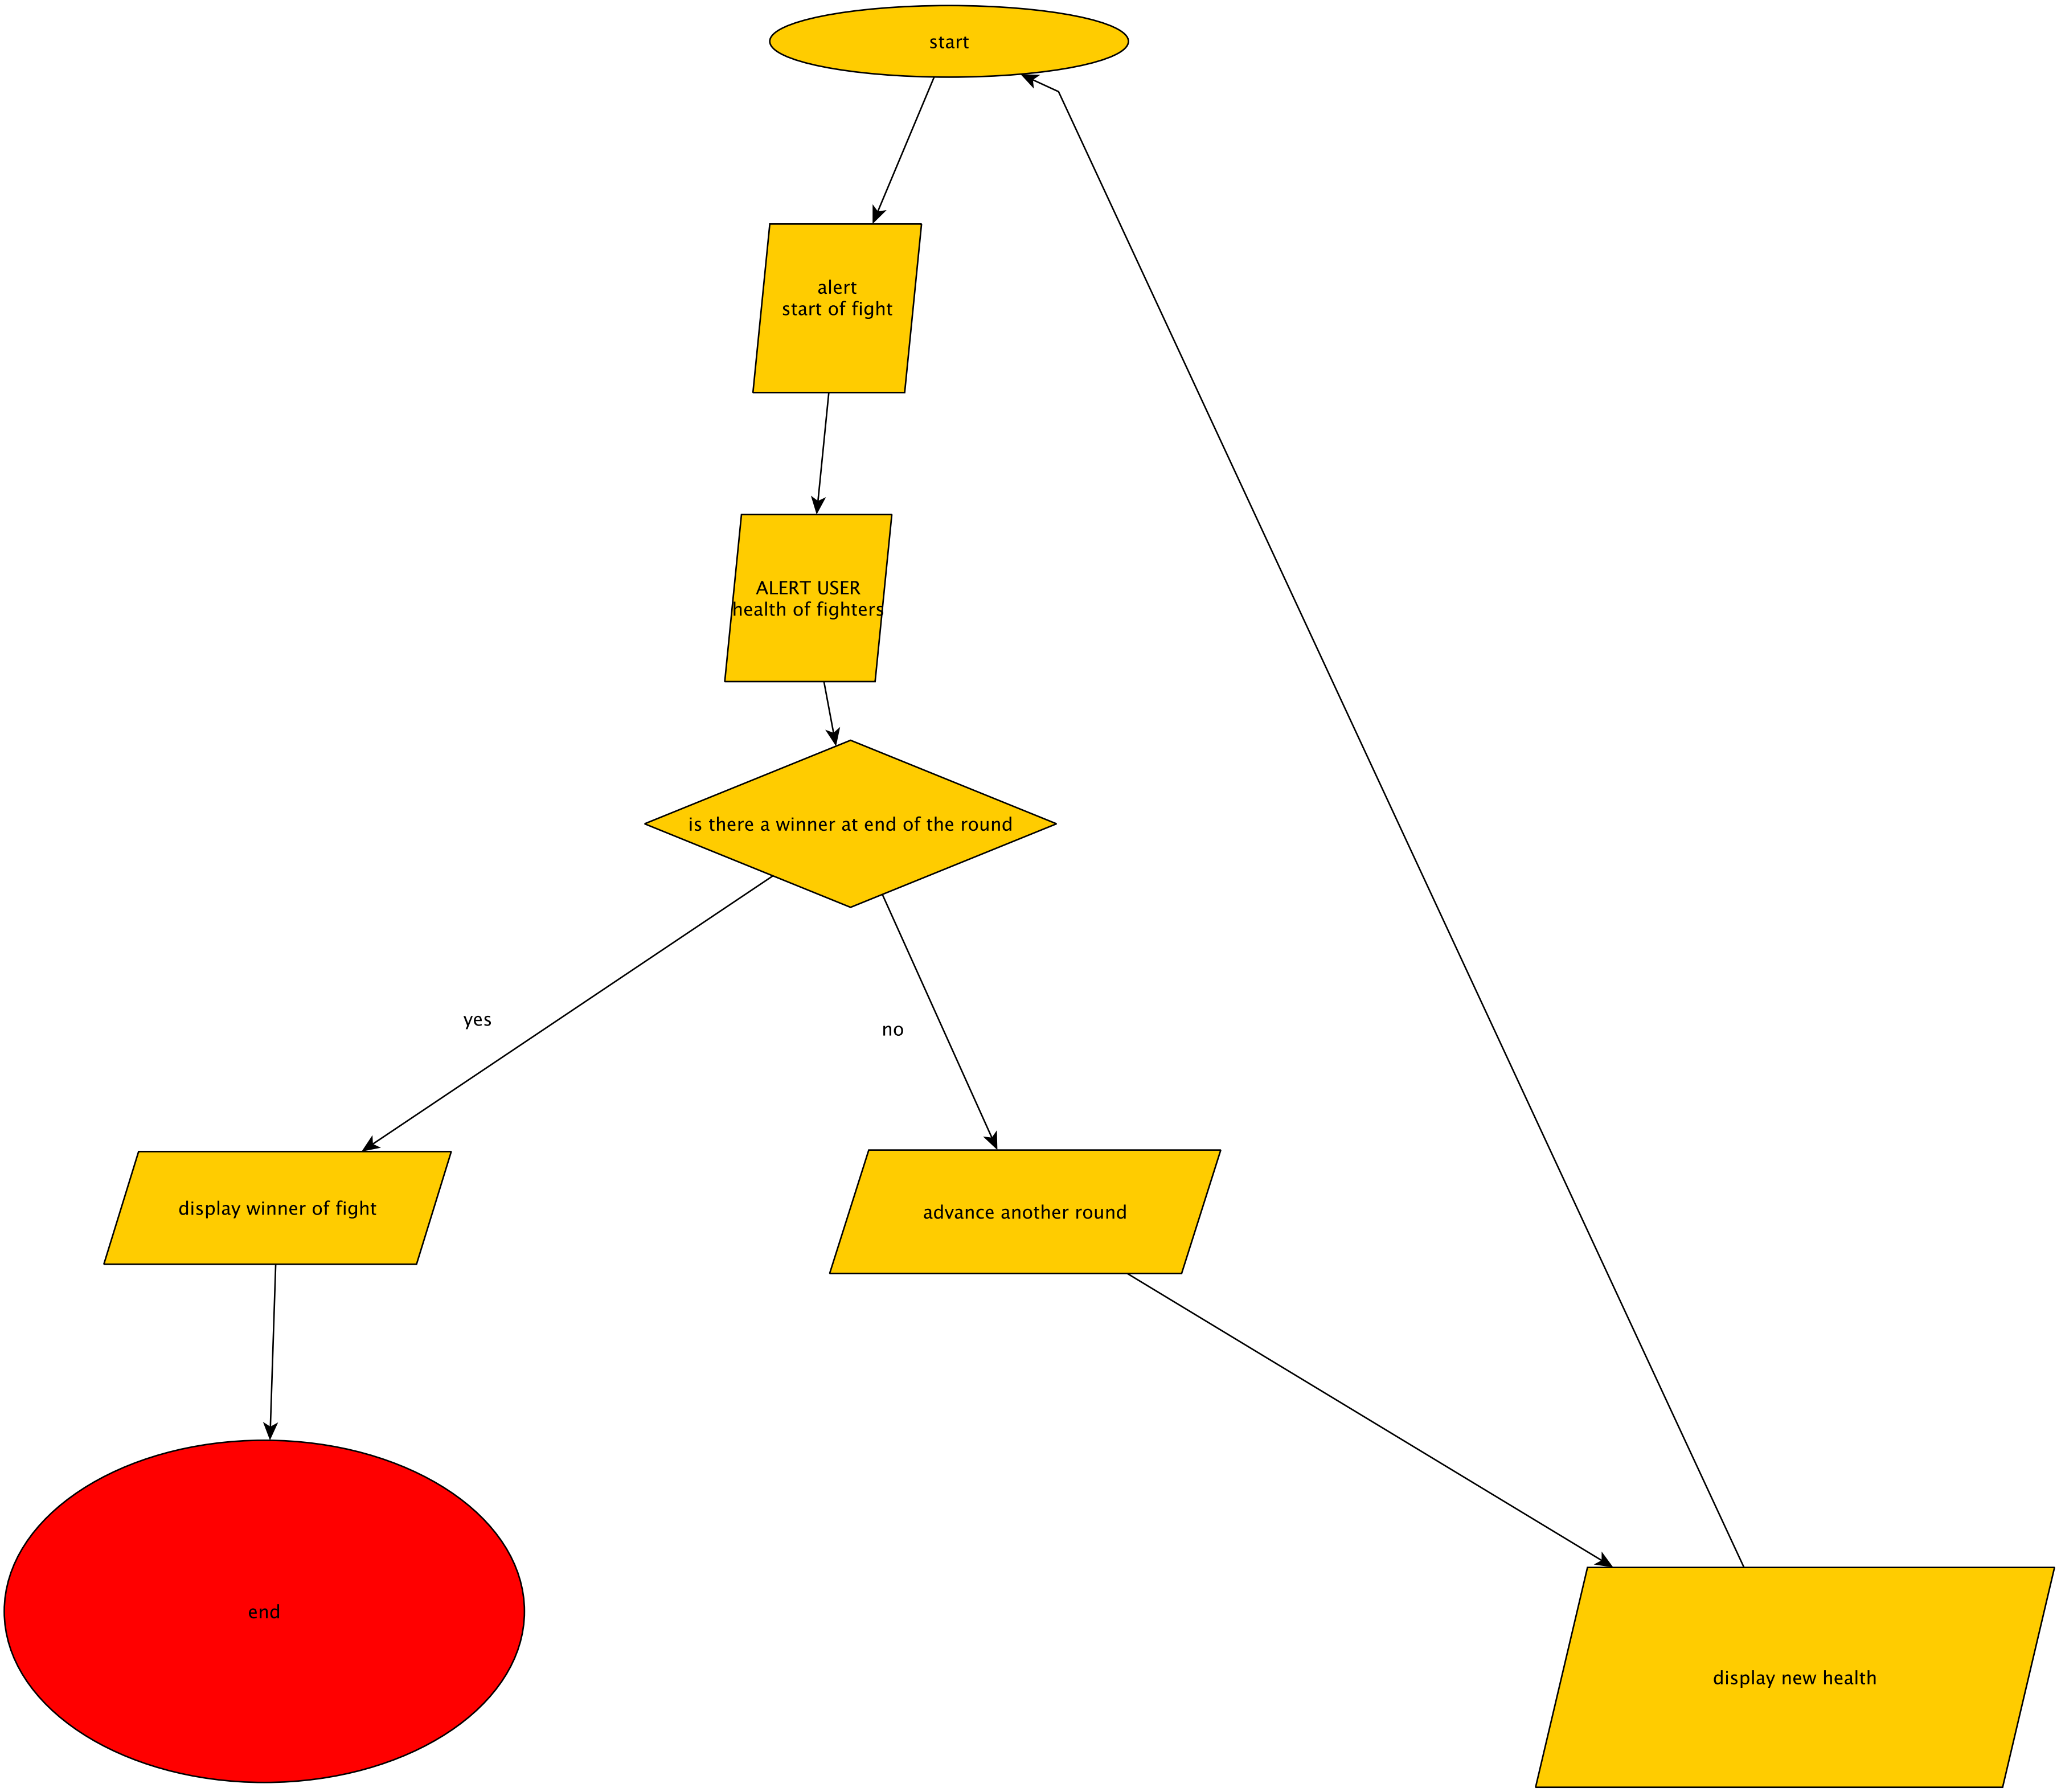 start
alert
start of fight
ALERT USER
health of fighters
is there a winner at end of the round
yes
no
display winner of fight
advance another round
end
display new health